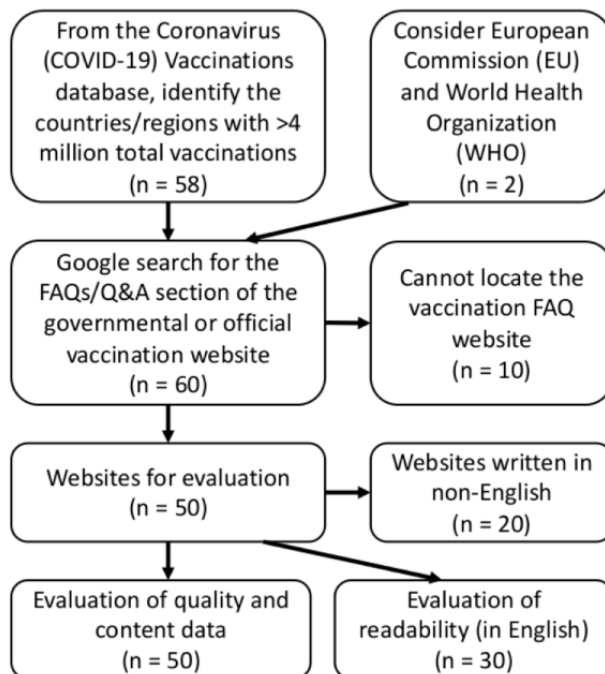 From the Coronavirus
(COVID-19) Vaccinations
database, identify the
countries/regions with >4
million total vaccinations
(n = 58)
Consider European
Commission (EU)
and World Health
Organization
(WHO)
(n = 2)
Google search for the
FAQs/Q&A section of the
governmental or official
vaccination website
(n = 60)
Cannot locate the
vaccination FAQ
website
(n = 10)
Websites for evaluation
(n = 50)
Websites written in
non-English
(n = 20)
Evaluation of quality and
content data
(n = 50)
Evaluation of
readability (in English)
(n = 30)